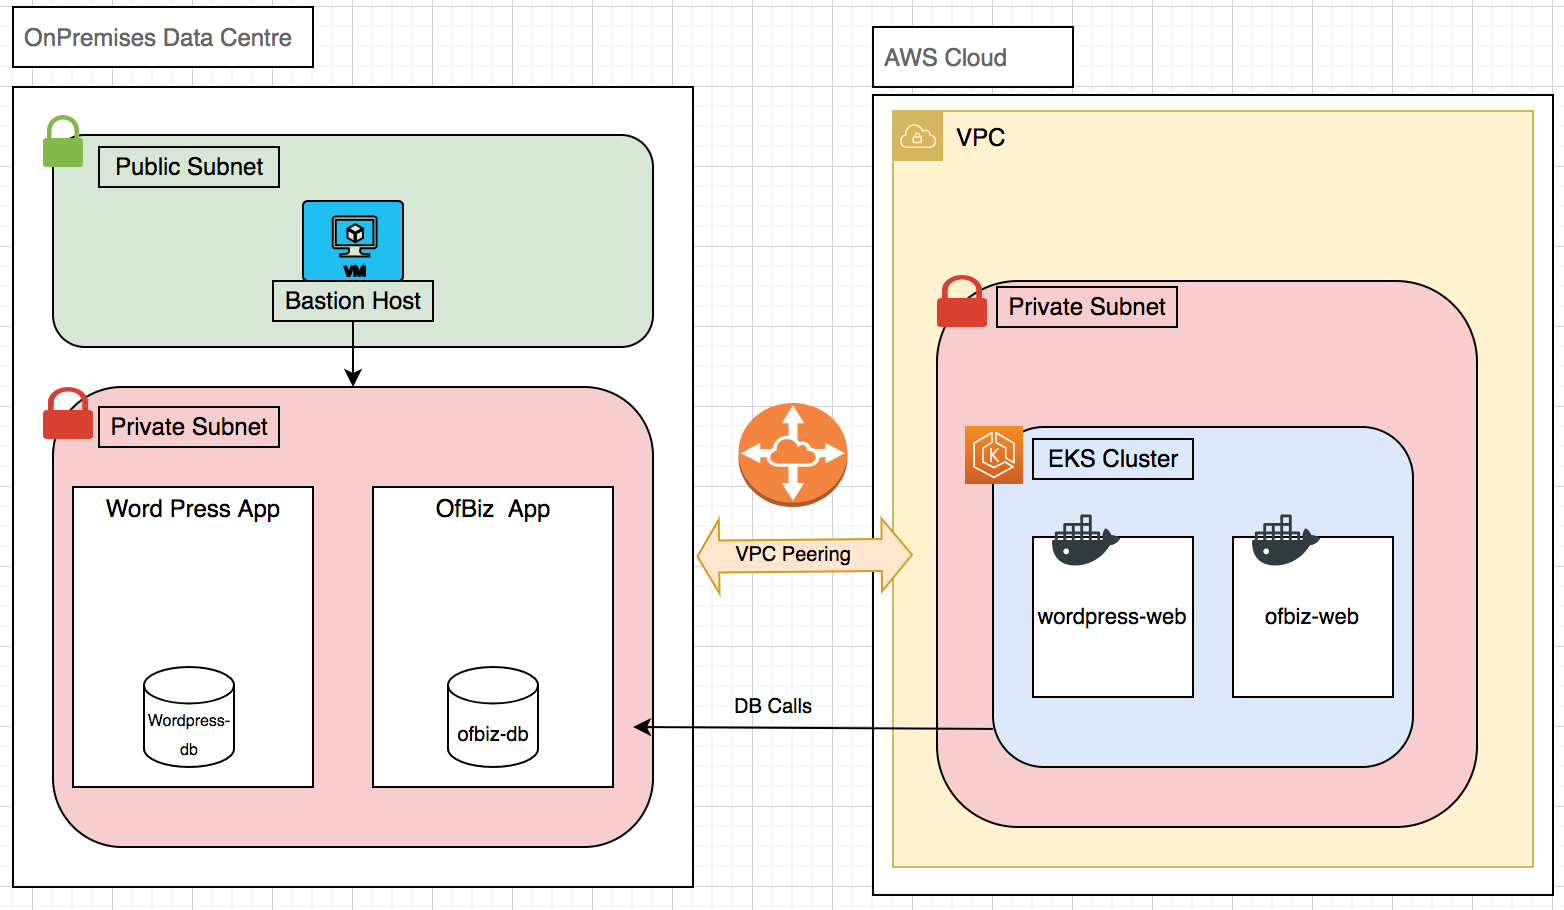 OnPremises Data Centre
AWS Cloud
VPC
Public Subnet
VM
Bastion Host
Private Subnet
Private Subnet
Word Press App
OfBiz  App
EKS Cluster
K
VPC Peering
wordpress-web
ofbiz-web
DB Calls
Wordpress-
db
ofbiz-db